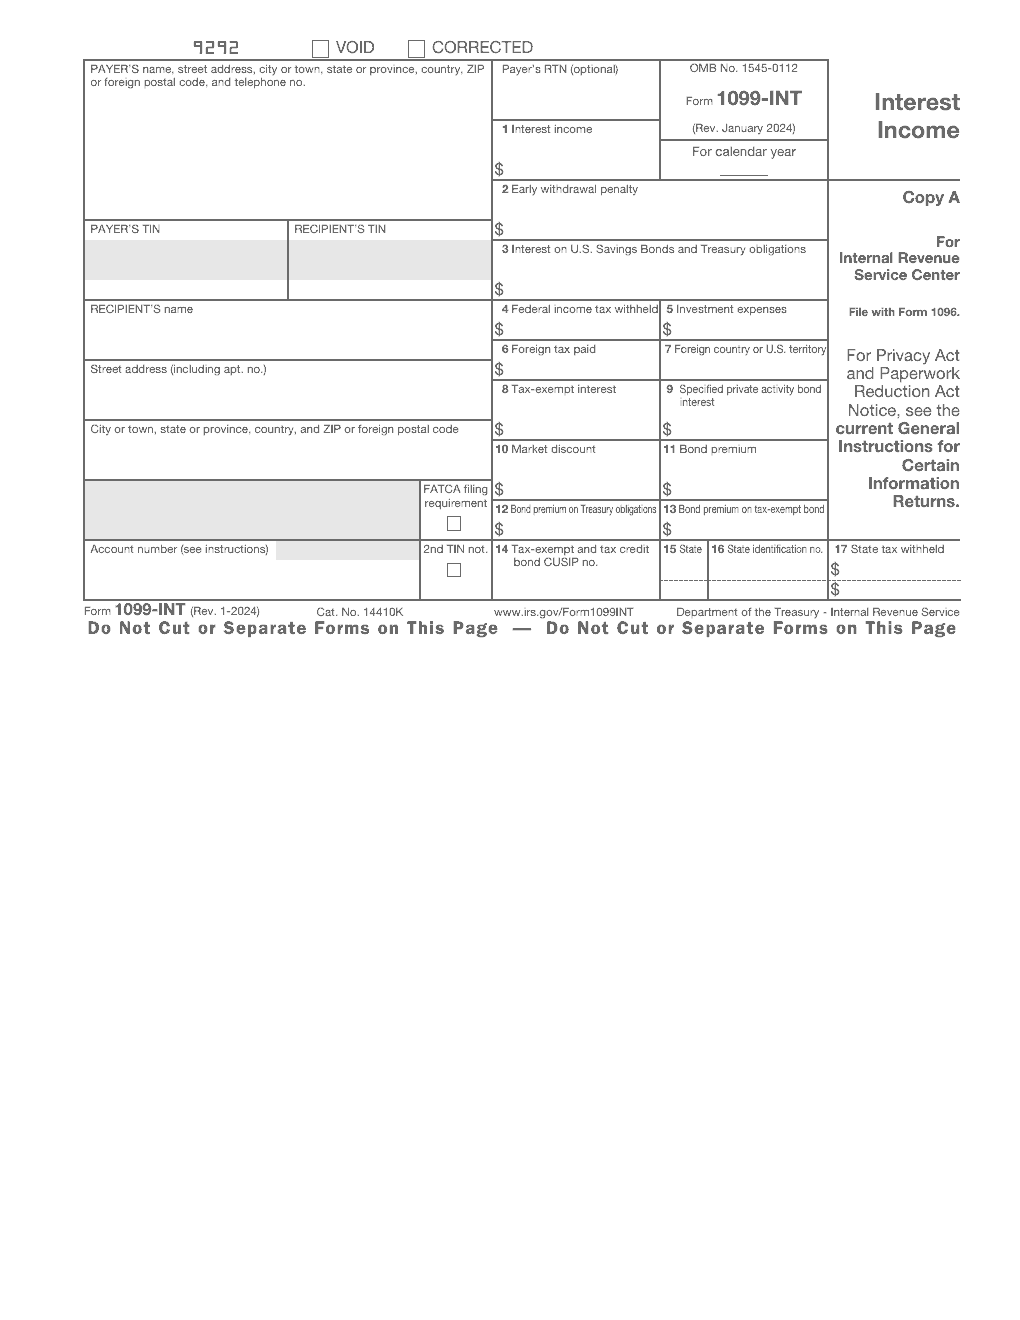 9292 VOID CORRECTED
PAYER'S name, street address, city or town, state or province, country, ZIP
or foreign postal code, and telephone no.
Payer's RTN (optional)
OMB No. 1545-0112
Form 1099-INT
(Rev. January 2024)
For calendar year
Interest
Income
1 Interest income
$
2 Early withdrawal penalty
$
Copy A
For
Internal Revenue
Service Center
File with Form 1096.
For Privacy Act
and Paperwork
Reduction Act
Notice, see the
current General
Instructions for
Certain
Information
Returns.
PAYER'S TIN
RECIPIENT'S TIN
3 Interest on U.S. Savings Bonds and Treasury obligations
$
RECIPIENT'S name
4 Federal income tax withheld
$
5 Investment expenses
$
6 Foreign tax paid
$
7 Foreign country or U.S. territory
Street address (including apt. no.)
8 Tax-exempt interest
$
9 Specified private activity bond
interest
$
City or town, state or province, country, and ZIP or foreign postal code
10 Market discount
$
11 Bond premium
$
FATCA filing
requirement
12 Bond premium on Treasury obligations
$
13 Bond premium on tax-exempt bond
$
Account number (see instructions)
2nd TIN not.
14 Tax-exempt and tax credit
bond CUSIP no.
15 State
16 State identification no.
17 State tax withheld
$
$
Form 1099-INT (Rev. 1-2024) Cat. No. 14410K www.irs.gov/Form1099INT Department of the Treasury - Internal Revenue Service
Do Not Cut or Separate Forms on This Page — Do Not Cut or Separate Forms on This Page